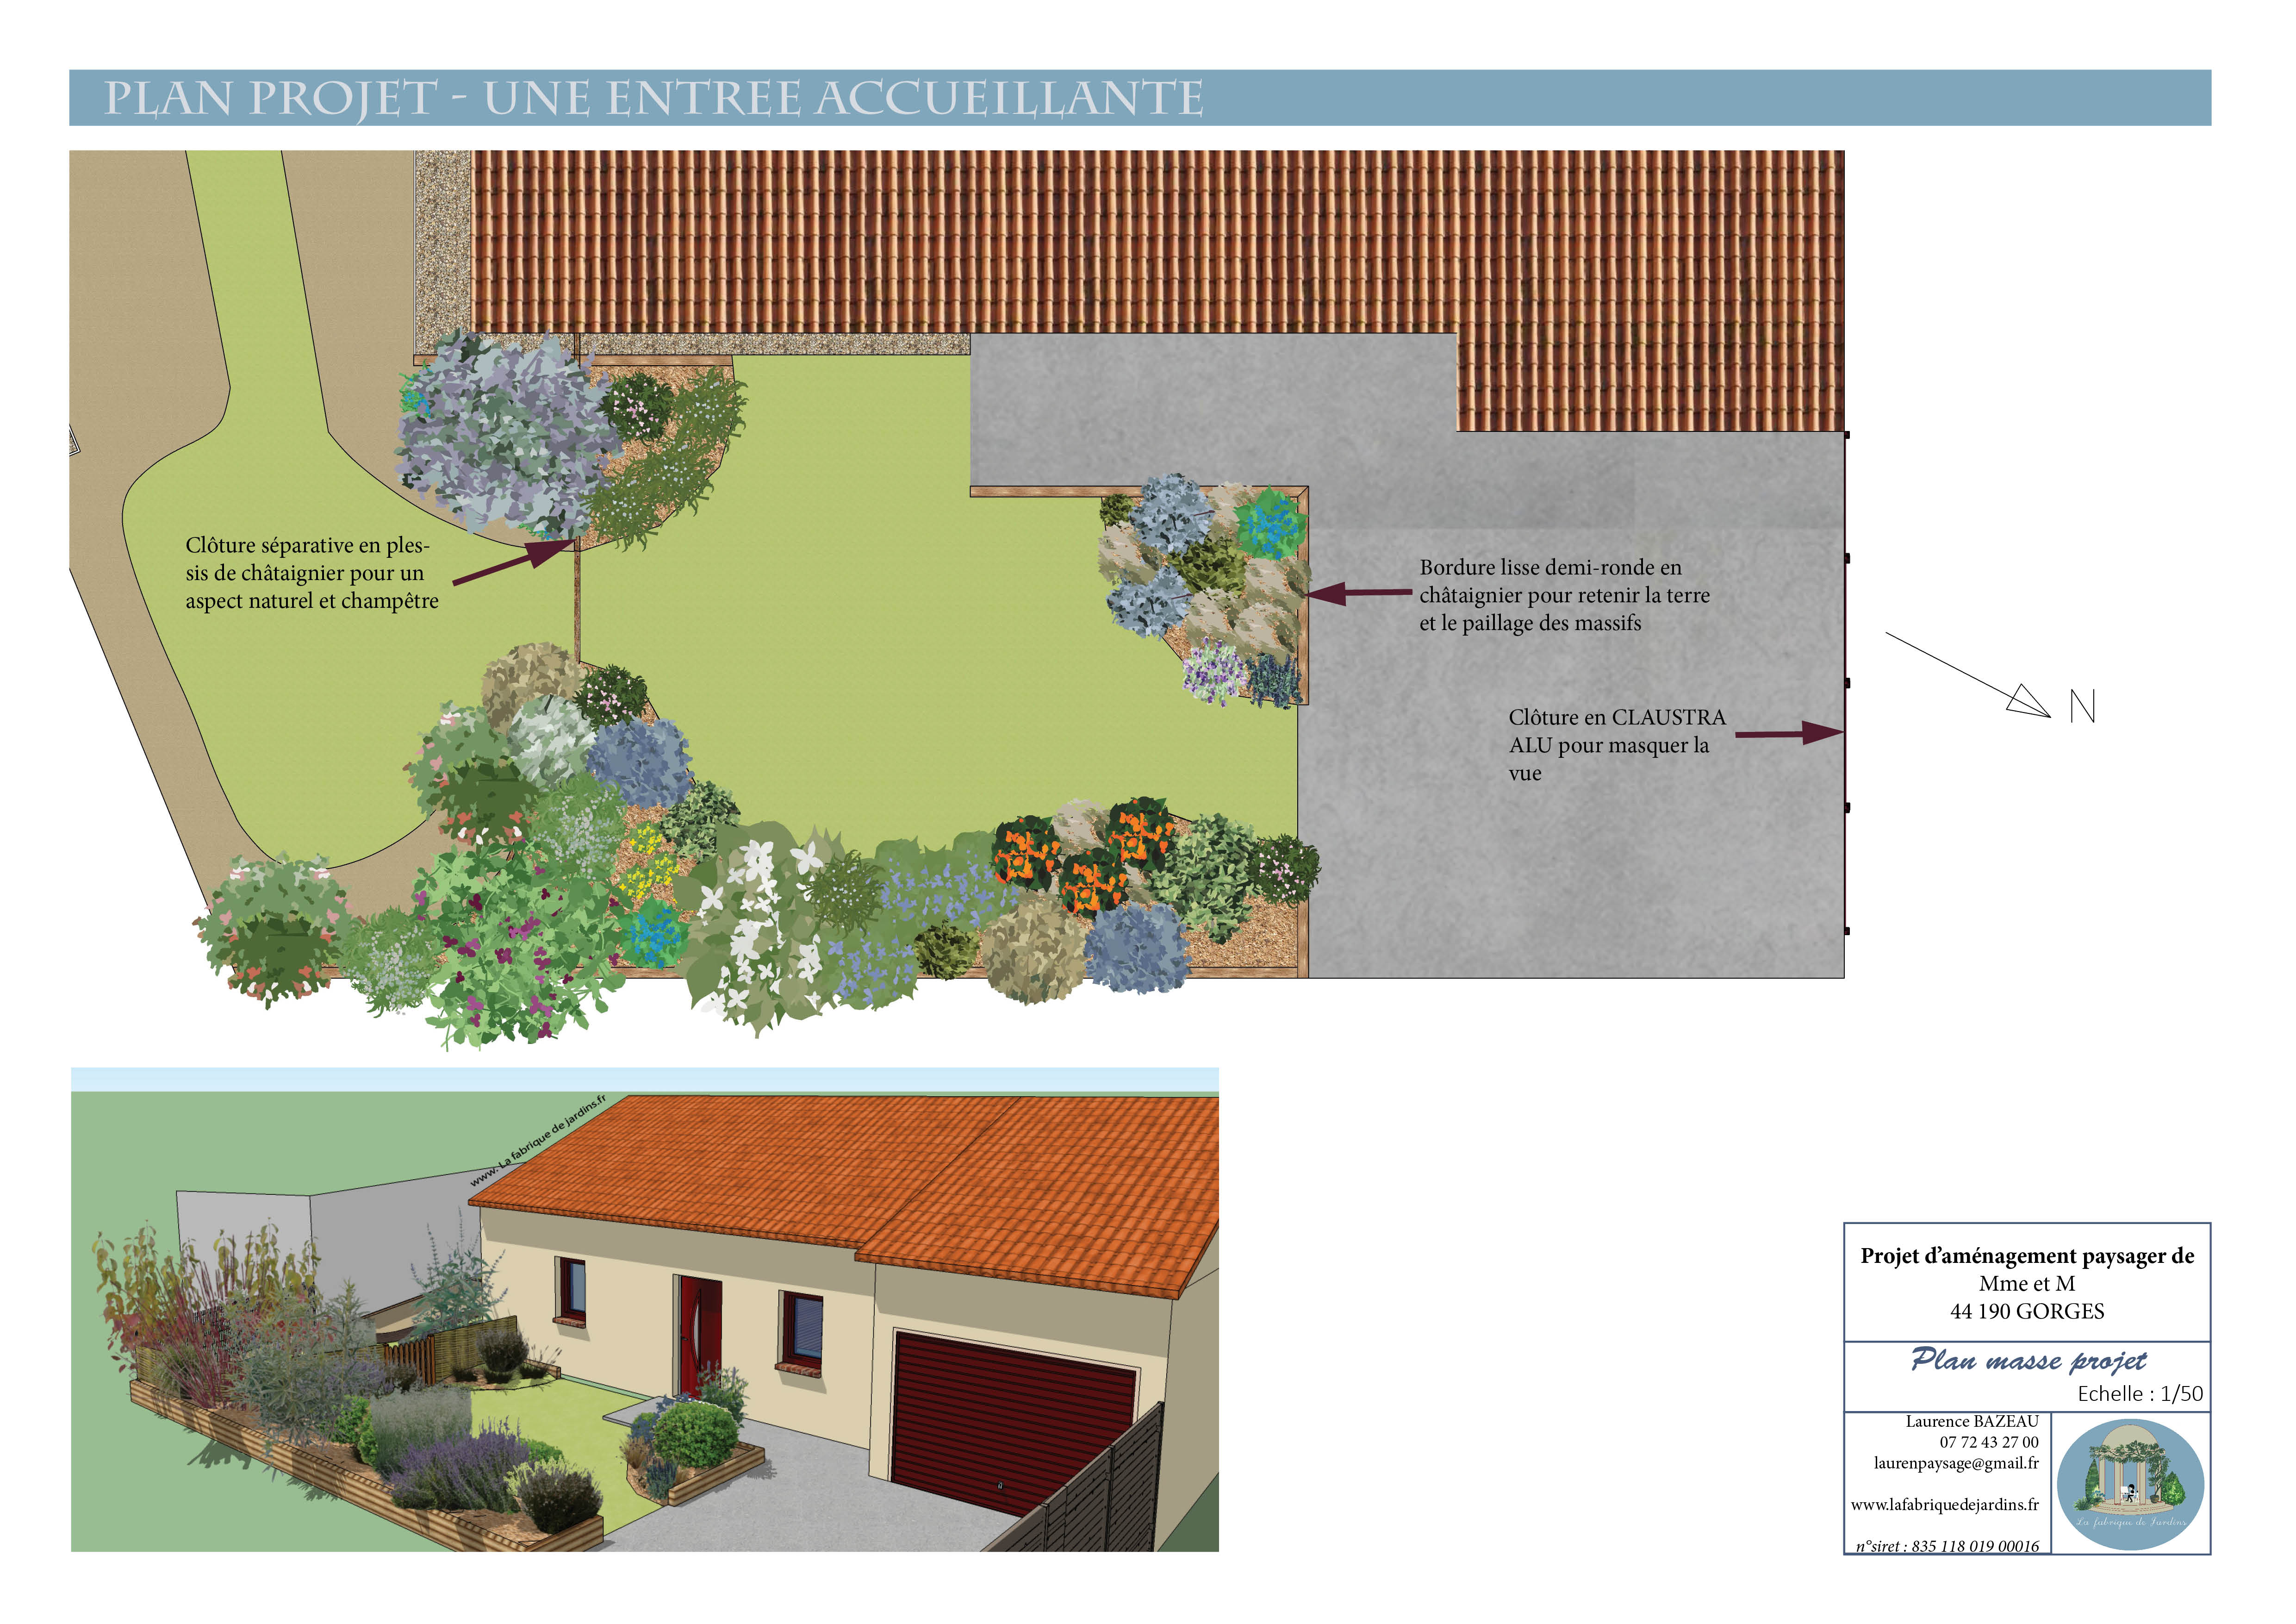 PLAN PROJET - UNE ENTREE ACCUEILLANTE
Clôture séparative en ples-
sis de châtaignier pour un
aspect naturel et champêtre
Bordure lisse demi-ronde en
châtaignier pour retenir la terre
et le paillage des massifs
Clôture en CLAUSTRA
ALU pour masquer la
vue
N
www. La fabrique de jardins.fr
Projet d'aménagement paysager de
Mme et M
44 190 GORGES
Plan masse projet
Echelle : 1/50
Laurence BAZEAU
07 72 43 27 00
laurenpaysage@gmail.fr
www.lafabriquedejardins.fr
n°siret : 835 118 019 00016
La fabrique de Jardins